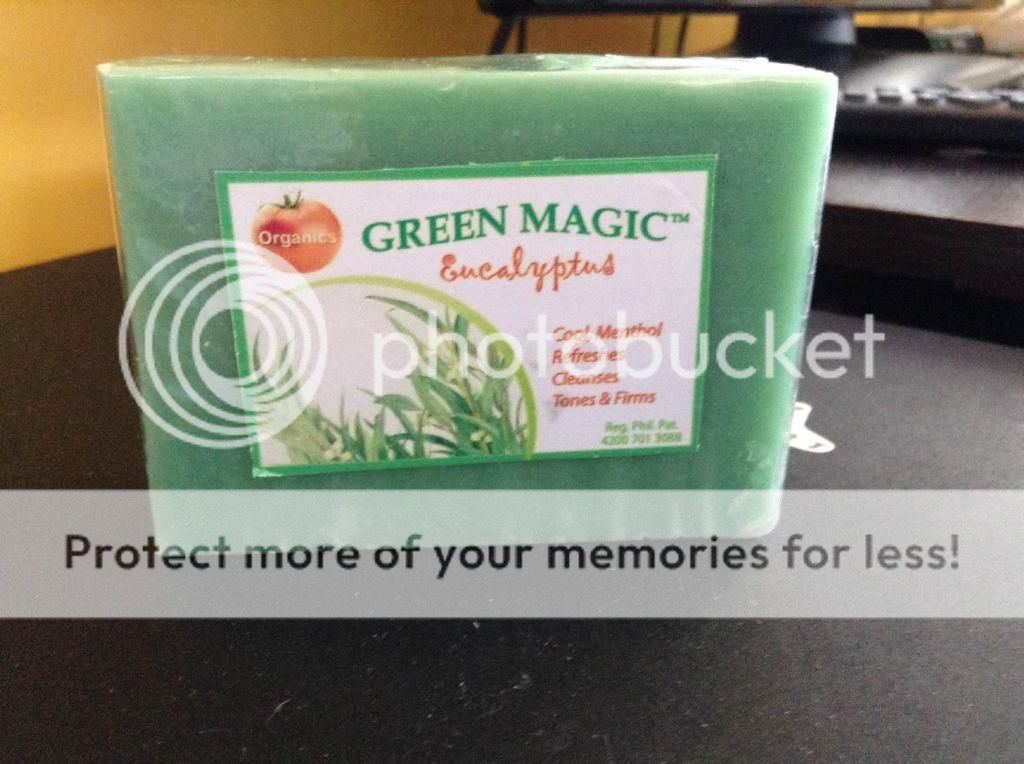 Organics
GREEN MAGIC™
Eucalyptus
Cool Menthol
Refreshes
Cleanses
Tones & Firms
Reg. Phil. Pat.
4200 701 3088
photobucket
Protect more of your memories for less!